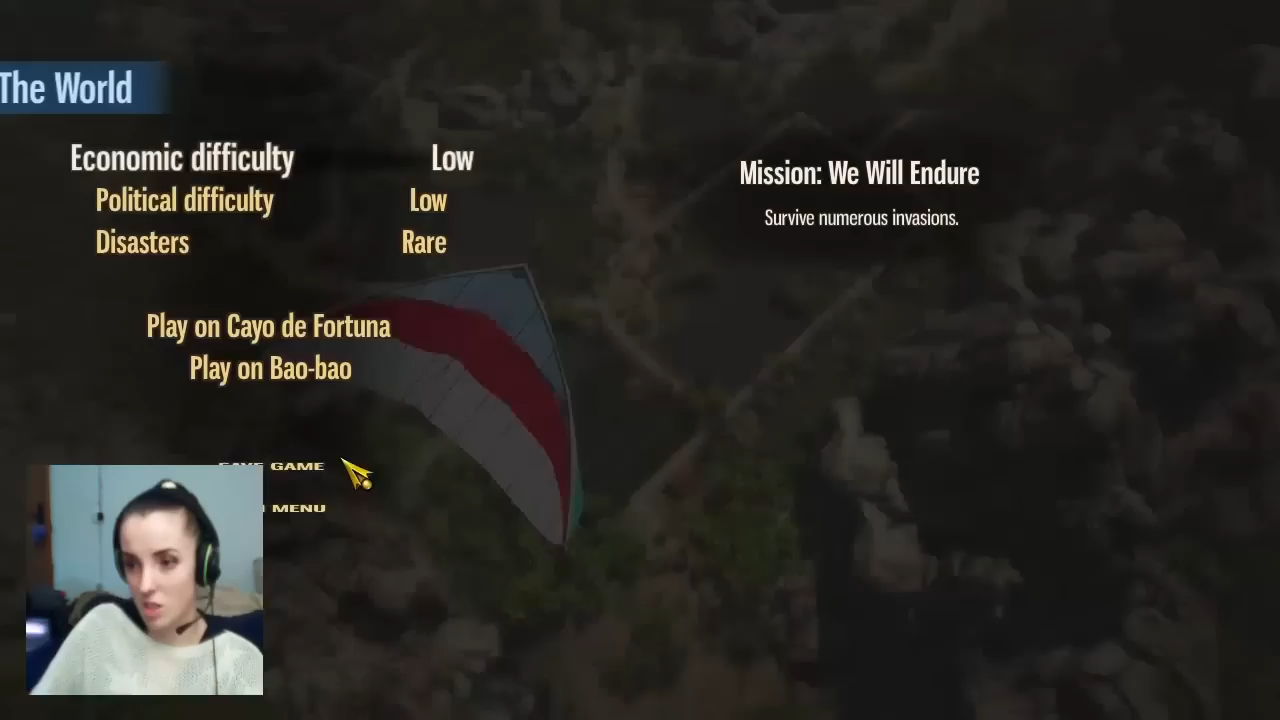 The World
Economic difficulty Low
Political difficulty Low
Disasters Rare
Play on Cayo de Fortuna
Play on Bao-bao
GAME
MENU
Mission: We Will Endure
Survive numerous invasions.